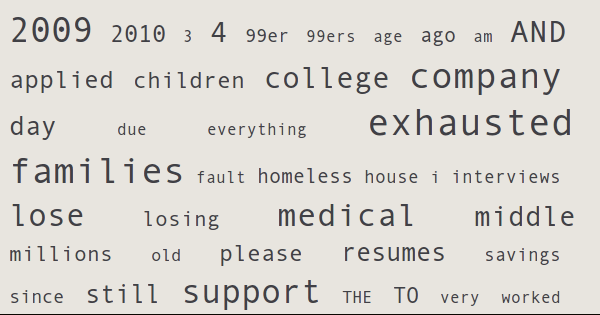 2009 2010 3 4 99er 99ers age ago am AND
applied children college company
day due everything exhausted
families fault homeless house i interviews
lose losing medical middle
millions old please resumes savings
since still support THE TO very worked